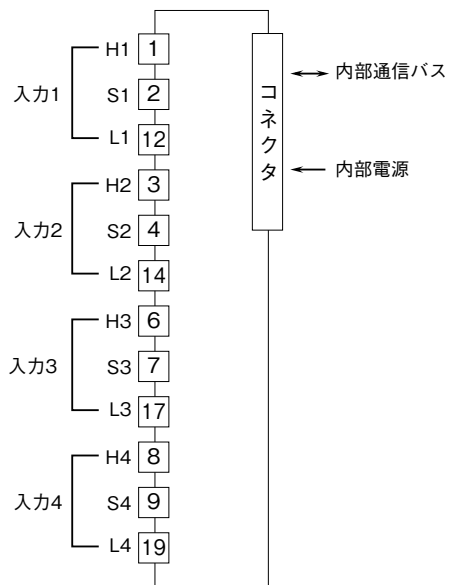 入力1
H1 1
S1 2
L1 12
入力2
H2 3
S2 4
L2 14
入力3
H3 6
S3 7
L3 17
入力4
H4 8
S4 9
L4 19
コネクタ
内部通信バス
内部電源